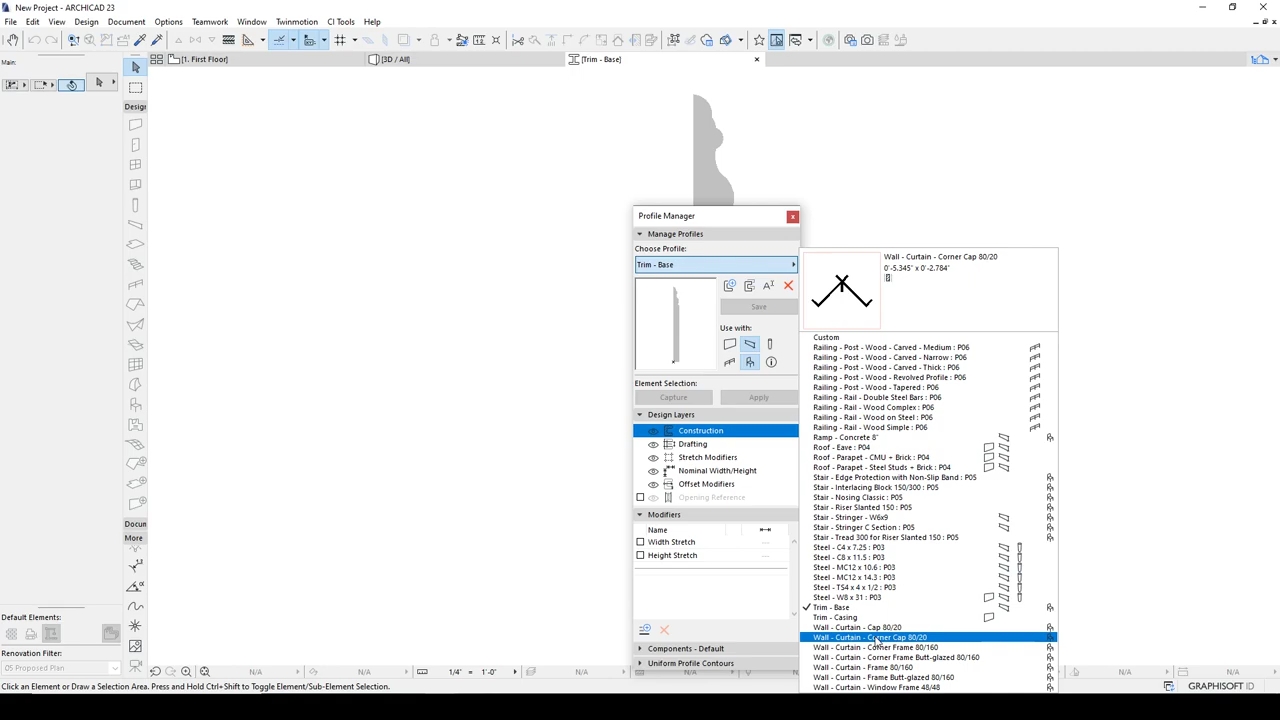 New Project - ARCHICAD 23
File Edit View Design Document Options Teamwork Window Twinmotion CI Tools Help
Main:
[1. First Floor]
[3D / All]
[Trim - Base]
Desigr
Profile Manager
Manage Profiles
Choose Profile:
Trim - Base
Save
Use with:
Element Selection:
Capture Apply
Design Layers
Construction
Drafting
Stretch Modifiers
Nominal Width/Height
Offset Modifiers
Opening Reference
Modifiers
Name
Width Stretch
Height Stretch
Components - Default
Uniform Profile Contours
Wall - Curtain - Corner Cap 80/20
0'-5.345" x 0'-2.784"
Custom
Railing - Post - Wood - Carved - Medium : P06
Railing - Post - Wood - Carved - Narrow : P06
Railing - Post - Wood - Carved - Thick : P06
Railing - Post - Wood - Revolved Profile : P06
Railing - Post - Wood - Tapered : P06
Railing - Rail - Double Steel Bars : P06
Railing - Rail - Wood Complex : P06
Railing - Rail - Wood on Steel : P06
Railing - Rail - Wood Simple : P06
Ramp - Concrete 8"
Roof - Eave : P04
Roof - Parapet - CMU + Brick : P04
Roof - Parapet - Steel Studs + Brick : P04
Stair - Edge Protection with Non-Slip Band : P05
Stair - Interlacing Block 150/300 : P05
Stair - Nosing Classic : P05
Stair - Riser Slanted 150 : P05
Stair - Stringer - W6x9
Stair - Stringer C Section : P05
Stair - Tread 300 for Riser Slanted 150 : P05
Steel - C4 x 7.25 : P03
Steel - C8 x 11.5 : P03
Steel - MC12 x 10.6 : P03
Steel - MC12 x 14.3 : P03
Steel - TS4 x 4 x 1/2 : P03
Steel - W8 x 31 : P03
Trim - Base
Trim - Casing
Wall - Curtain - Cap 80/20
Wall - Curtain - Corner Cap 80/20
Wall - Curtain - Corner Frame 80/160
Wall - Curtain - Corner Frame Butt-glazed 80/160
Wall - Curtain - Frame 80/160
Wall - Curtain - Frame Butt-glazed 80/160
Wall - Curtain - Window Frame 48/48
Docun
More
Default Elements:
Renovation Filter:
05 Proposed Plan
N/A N/A 1/4" = 1'-0" N/A N/A N/A N/A
Click an Element or Draw a Selection Area. Press and Hold Ctrl+Shift to Toggle Element/Sub-Element Selection.
GRAPHISOFT ID